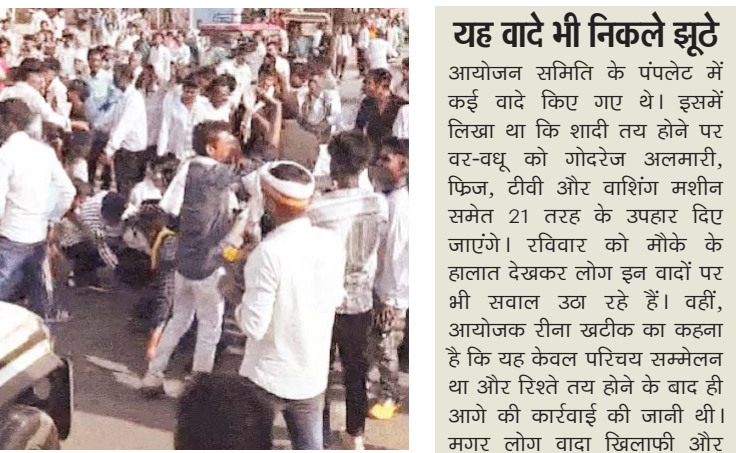 यह वादे भी निकले झूठे
आयोजन समिति के पंपलेट में
कई वादे किए गए थे। इसमें
लिखा था कि शादी तय होने पर
वर-वधू को गोदरेज अलमारी,
फ्रिज, टीवी और वाशिंग मशीन
समेत 21 तरह के उपहार दिए
जाएंगे। रविवार को मौके के
हालात देखकर लोग इन वादों पर
भी सवाल उठा रहे हैं। वहीं,
आयोजक रीना खटीक का कहना
है कि यह केवल परिचय सम्मेलन
था और रिश्ते तय होने के बाद ही
आगे की कार्रवाई की जानी थी।
मगर लोग वादा खिलाफी और